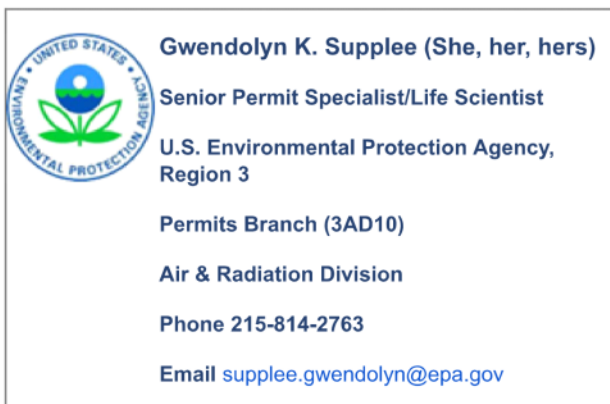 UNITED STATES
ENVIRONMENTAL PROTECTION AGENCY
Gwendolyn K. Supplee (She, her, hers)
Senior Permit Specialist/Life Scientist
U.S. Environmental Protection Agency,
Region 3
Permits Branch (3AD10)
Air & Radiation Division
Phone 215-814-2763
Email supplee.gwendolyn@epa.gov